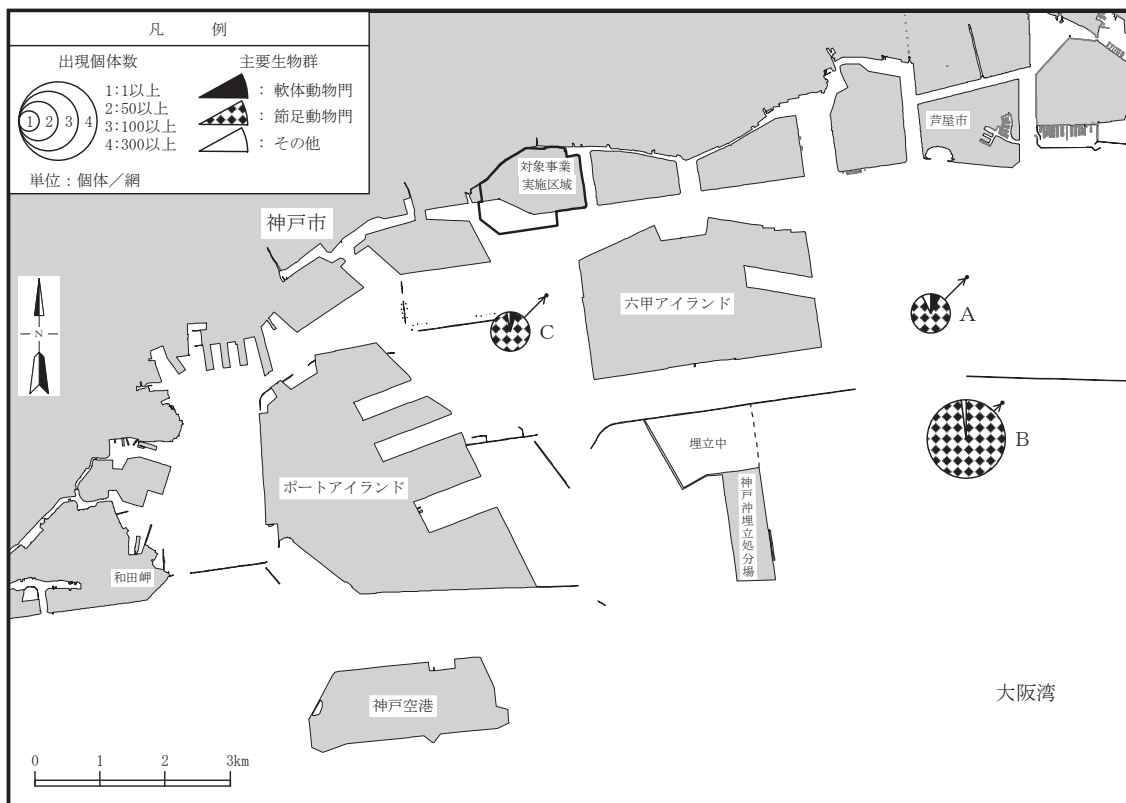 凡 例
出現個体数
1 2 3 4
1:1以上
2:50以上
3:100以上
4:300以上
単位：個体／網
主要生物群
： 軟体動物門
： 節足動物門
： その他
芦屋市
対象事業
実施区域
神戸市
六甲アイランド
A
C
N
B
埋立中
ポートアイランド
神戸沖埋立処分場
和田岬
大阪湾
神戸空港
0 1 2 3km